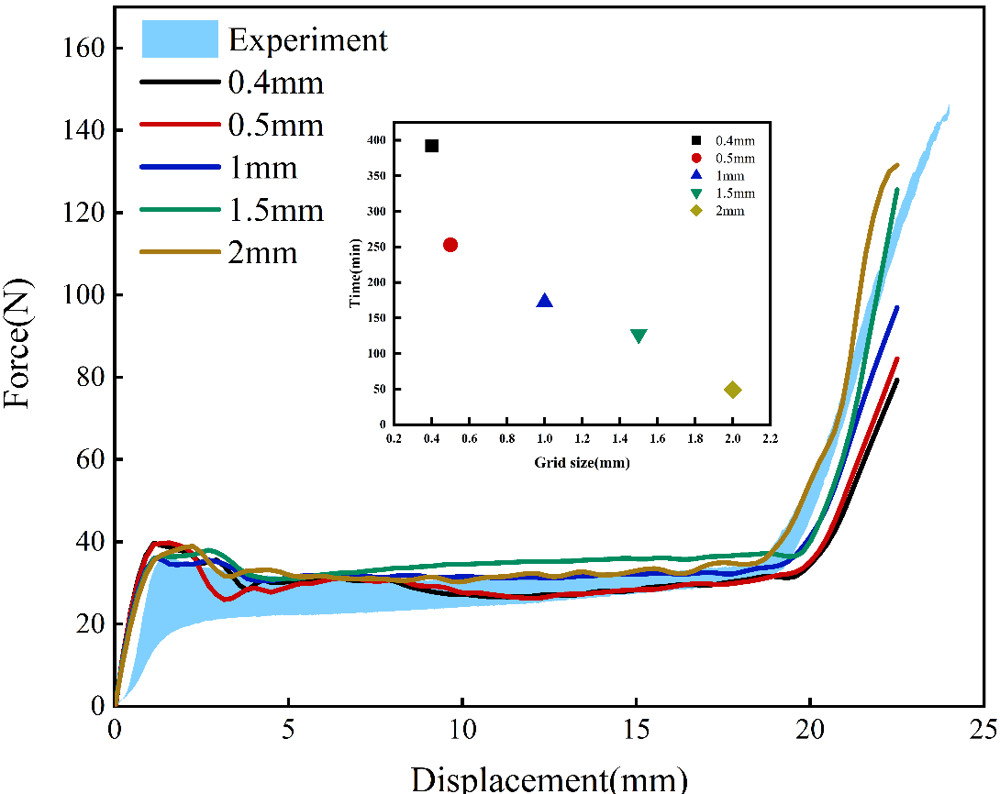 Experiment
0.4mm
0.5mm
1mm
1.5mm
2mm
160
140
120
100
80
60
40
20
0
Force(N)
0 5 10 15 20 25
Displacement(mm)
400
350
300
250
200
150
100
50
0
Time(min)
0.2 0.4 0.6 0.8 1.0 1.2 1.4 1.6 1.8 2.0 2.2
Grid size(mm)
0.4mm
0.5mm
1mm
1.5mm
2mm